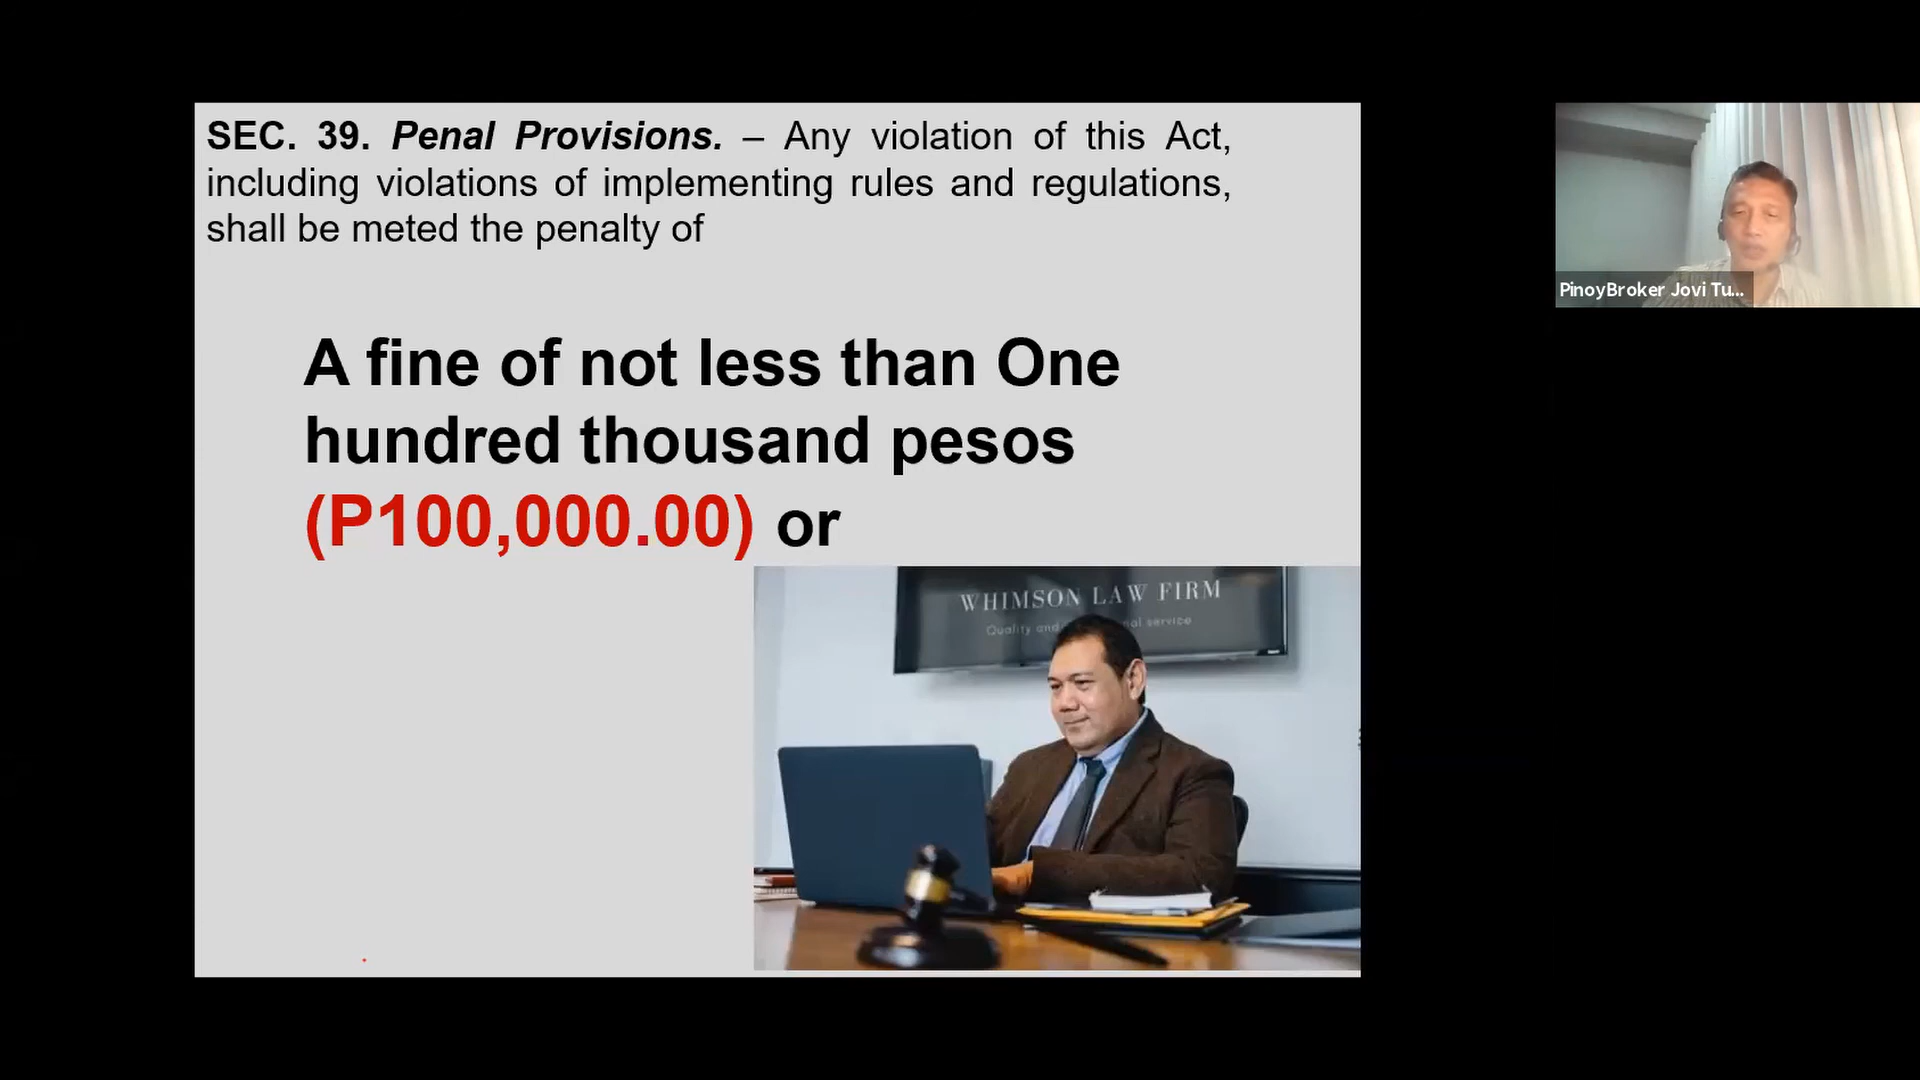 SEC. 39. Penal Provisions. – Any violation of this Act,
including violations of implementing rules and regulations,
shall be meted the penalty of
A fine of not less than One
hundred thousand pesos
(P100,000.00) or
PinoyBroker Jovi Tu...
WHIMSON LAW FIRM
Quality and nal service